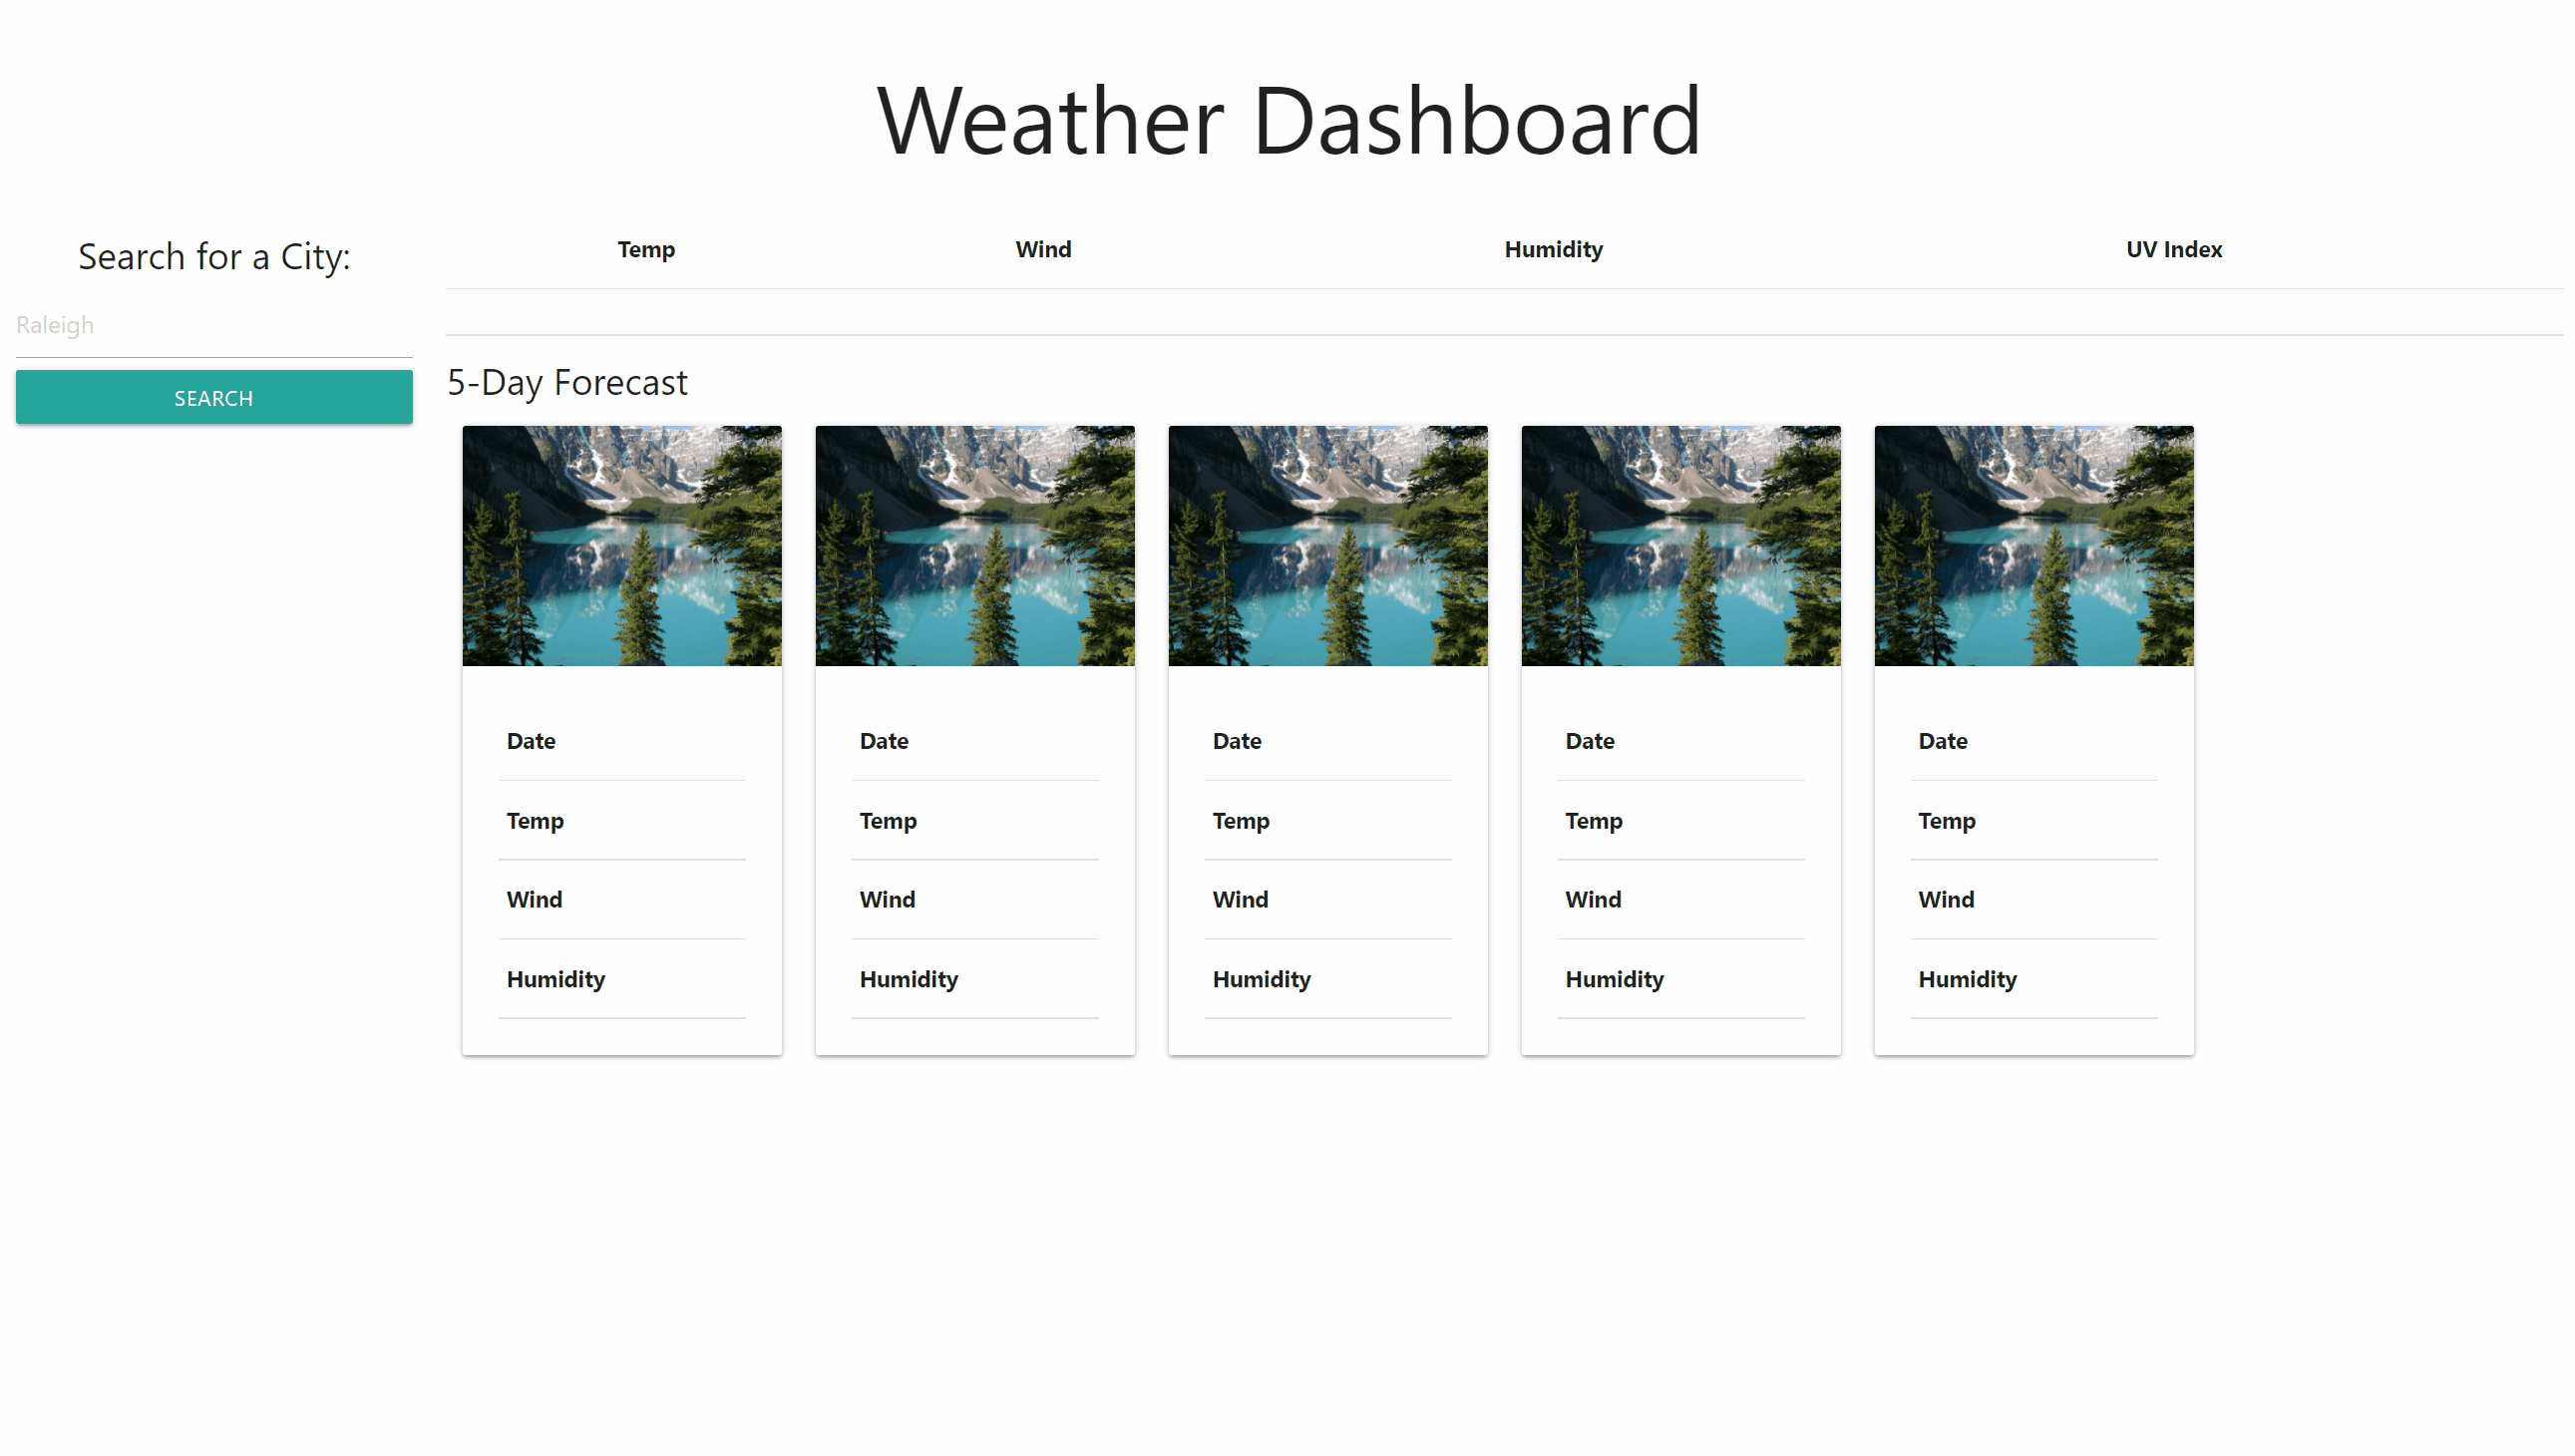 Weather Dashboard
Search for a City:
Raleigh
SEARCH
Temp Wind Humidity UV Index
5-Day Forecast
Date Date Date Date Date
Temp Temp Temp Temp Temp
Wind Wind Wind Wind Wind
Humidity Humidity Humidity Humidity Humidity